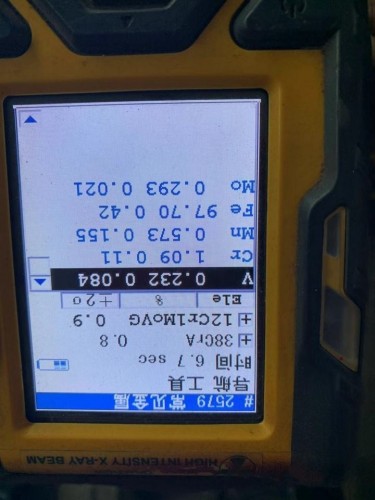 # 2579 常见金属
导航 工具
时间 6.7 sec
38CrA 0.8
12Cr1MoVG 0.9
Ele % ±2σ
V 0.232 0.084
Cr 1.09 0.11
Mn 0.573 0.155
Fe 97.70 0.42
Mo 0.293 0.021
HIGH INTENSITY X-RAY BEAM